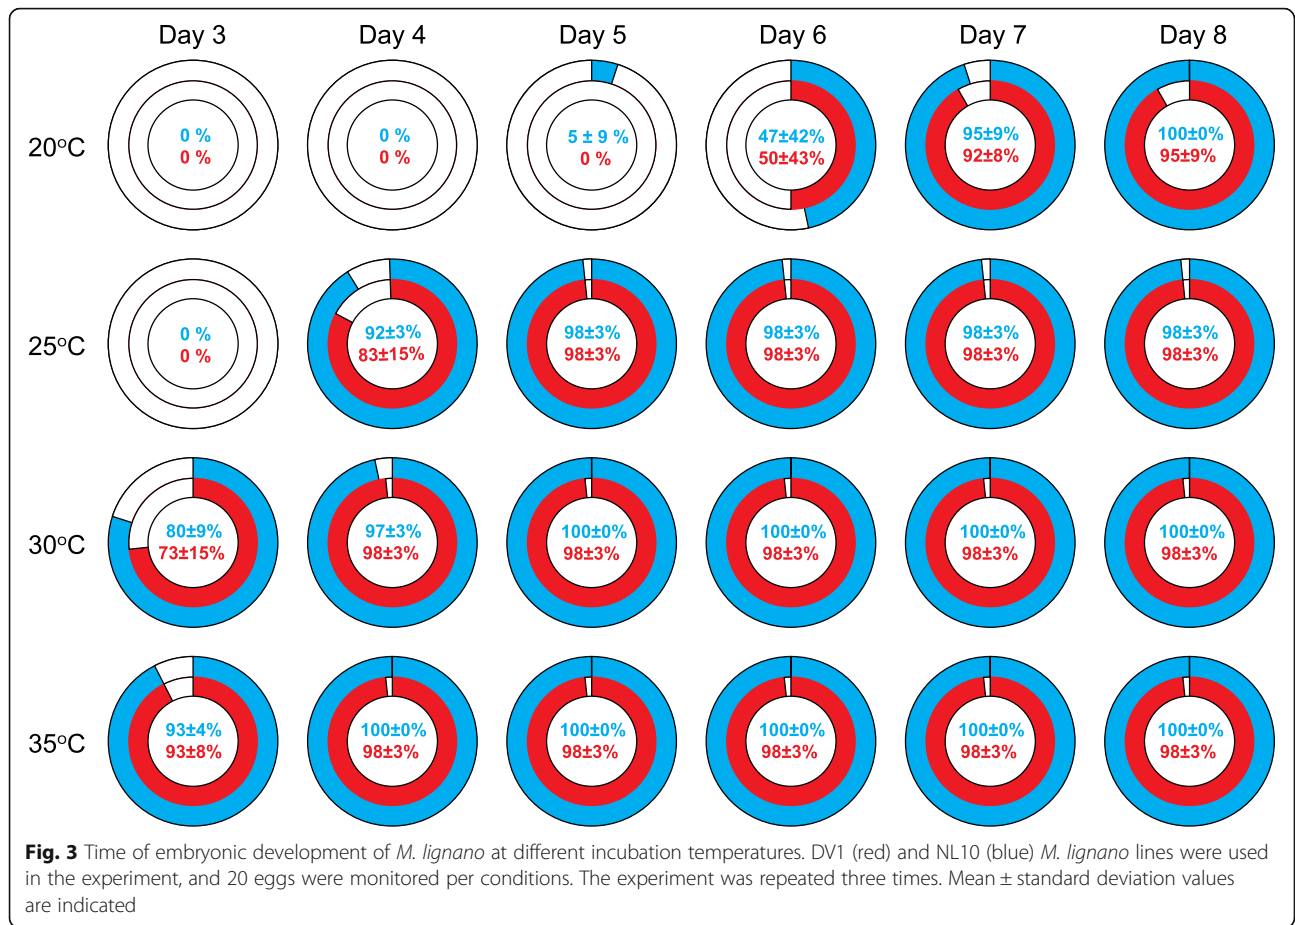 Day 3 Day 4 Day 5 Day 6 Day 7 Day 8
20°C
0 % 0 % 5 ± 9 % 47±42% 95±9% 100±0%
0 % 0 % 0 % 50±43% 92±8% 95±9%
25°C
0 % 92±3% 98±3% 98±3% 98±3% 98±3%
0 % 83±15% 98±3% 98±3% 98±3% 98±3%
30°C
80±9% 97±3% 100±0% 100±0% 100±0% 100±0%
73±15% 98±3% 98±3% 98±3% 98±3% 98±3%
35°C
93±4% 100±0% 100±0% 100±0% 100±0% 100±0%
93±8% 98±3% 98±3% 98±3% 98±3% 98±3%
Fig. 3 Time of embryonic development of M. lignano at different incubation temperatures. DV1 (red) and NL10 (blue) M. lignano lines were used
in the experiment, and 20 eggs were monitored per conditions. The experiment was repeated three times. Mean ± standard deviation values
are indicated